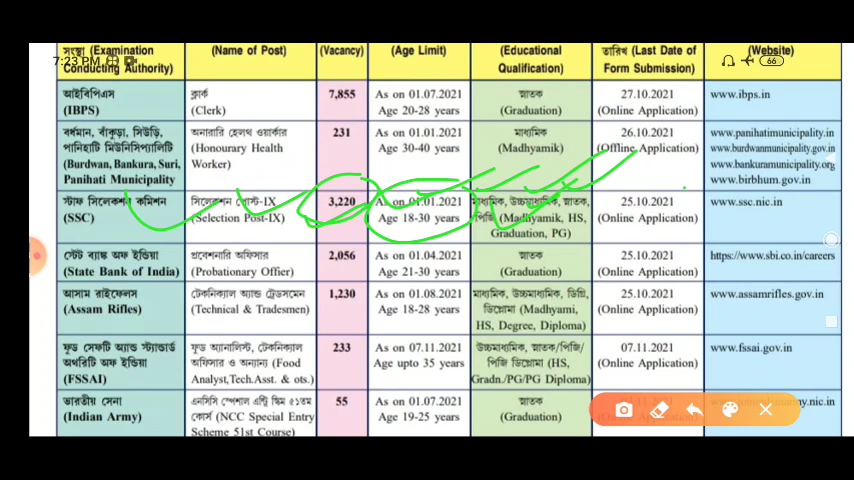 সংস্থা (Examination Conducting Authority)
(Name of Post)
(Vacancy)
(Age Limit)
(Educational Qualification)
তারিখ (Last Date of Form Submission)
(Website)
7:23 PM
66
আইবিপিএস
(IBPS)
ক্লার্ক
(Clerk)
7,855
As on 01.07.2021
Age 20-28 years
স্নাতক
(Graduation)
27.10.2021
(Online Application)
www.ibps.in
বর্ধমান, বাঁকুড়া, সিউড়ি,
পানিহাটি মিউনিসিপ্যালিটি
(Burdwan, Bankura, Suri,
Panihati Municipality
অনারারি হেলথ ওয়ার্কার
(Honourary Health
Worker)
231
As on 01.01.2021
Age 30-40 years
মাধ্যমিক
(Madhyamik)
26.10.2021
(Offline Application)
www.panihatimunicipality.in
www.burdwanmunicipality.gov.in
www.bankuramunicipality.org
www.birbhum.gov.in
স্টাফ সিলেকশন কমিশন
(SSC)
সিলেকশন পোস্ট-IX
(Selection Post-IX)
3,220
As on 01.01.2021
Age 18-30 years
মাধ্যমিক, উচ্চমাধ্যমিক, স্নাতক,
পিজি (Madhyamik, HS,
Graduation, PG)
25.10.2021
(Online Application)
www.ssc.nic.in
স্টেট ব্যাঙ্ক অফ ইন্ডিয়া
(State Bank of India)
প্রবেশনারি অফিসার
(Probationary Offier)
2,056
As on 01.04.2021
Age 21-30 years
স্নাতক
(Graduation)
25.10.2021
(Online Application)
https://www.sbi.co.in/careers
আসাম রাইফেলস
(Assam Rifles)
টেকনিক্যাল অ্যান্ড ট্রেডসমেন
(Technical & Tradesmen)
1,230
As on 01.08.2021
Age 18-28 years
মাধ্যমিক, উচ্চমাধ্যমিক, ডিগ্রি,
ডিপ্লোমা (Madhyami,
HS, Degree, Diploma)
25.10.2021
(Online Application)
www.assamrifles.gov.in
ফুড সেফটি অ্যান্ড স্ট্যান্ডার্ড
অথরিটি অফ ইন্ডিয়া
(FSSAI)
ফুড অ্যানালিস্ট, টেকনিক্যাল
অফিসার ও অন্যান্য (Food
Analyst,Tech.Asst. & ots.)
233
As on 07.11.2021
Age upto 35 years
উচ্চমাধ্যমিক, স্নাতক/পিজি/
পিজি ডিপ্লোমা (HS,
Gradn./PG/PG Diploma)
07.11.2021
(Online Application)
www.fssai.gov.in
ভারতীয় সেনা
(Indian Army)
এনসিসি স্পেশাল এন্ট্রি স্কিম ৫১তম
কোর্স (NCC Special Entry
Scheme 51st Course)
55
As on 01.07.2021
Age 19-25 years
স্নাতক
(Graduation)